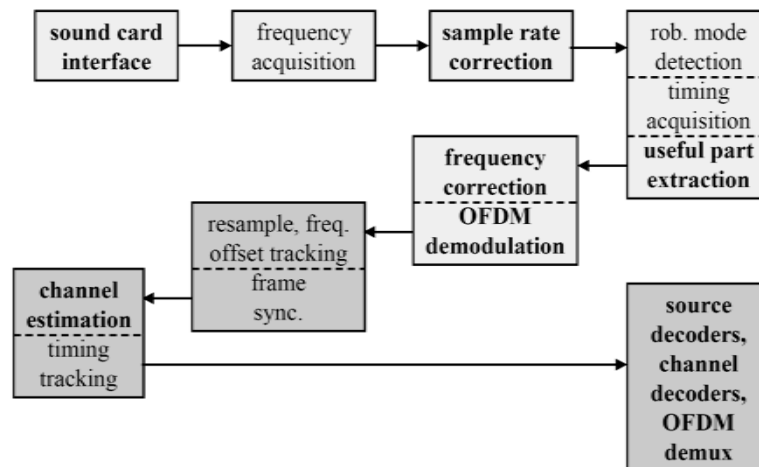 sound card
interface
frequency
acquisition
sample rate
correction
rob. mode
detection
timing
acquisition
useful part
extraction
frequency
correction
OFDM
demodulation
resample, freq.
offset tracking
frame
sync.
channel
estimation
timing
tracking
source
decoders,
channel
decoders,
OFDM
demux